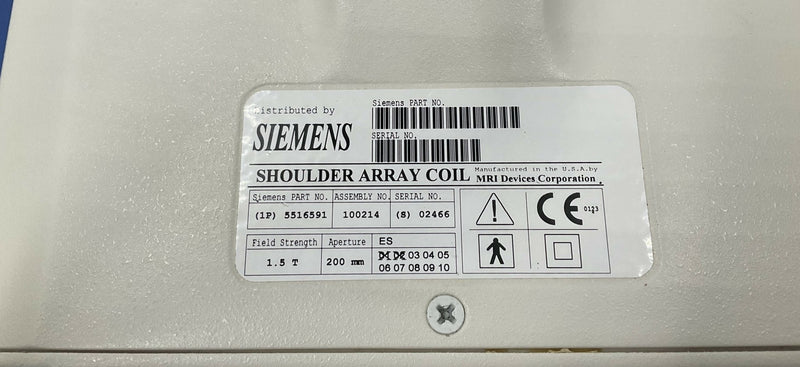 Distributed by
SIEMENS
Siemens PART NO.
SERIAL NO.
SHOULDER ARRAY COIL
Manufactured in the U.S.A. by
MRI Devices Corporation
Siemens PART NO. ASSEMBLY NO. SERIAL NO.
(1P) 5516591 100214 (S) 02466
Field Strength Aperture ES
1.5 T 200 mm
03 04 05
06 07 08 09 10
CE 0123